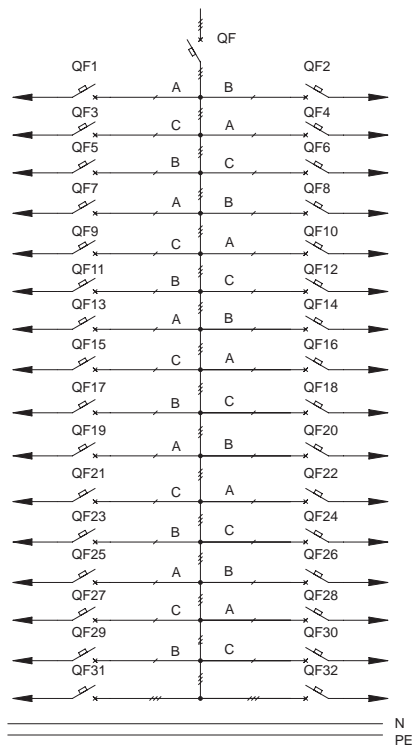 QF
QF1 QF2
A B
QF3 QF4
C A
QF5 QF6
B C
QF7 QF8
A B
QF9 QF10
C A
QF11 QF12
B C
QF13 QF14
A B
QF15 QF16
C A
QF17 QF18
B C
QF19 QF20
A B
QF21 QF22
C A
QF23 QF24
B C
QF25 QF26
A B
QF27 QF28
C A
QF29 QF30
B C
QF31 QF32
N
PE